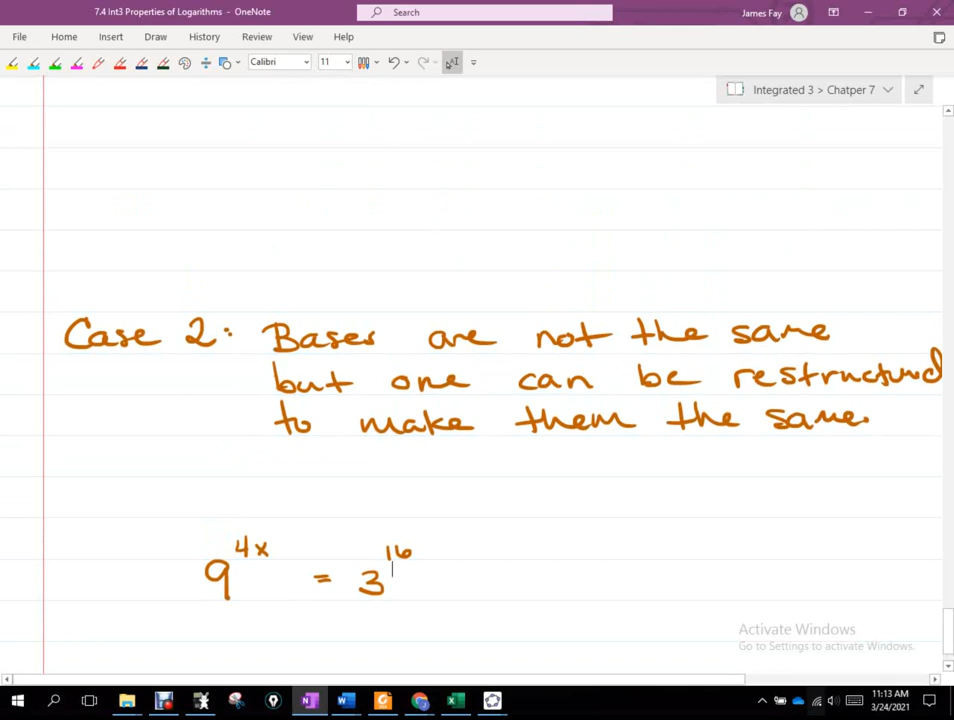 7.4 Int3 Properties of Logarithms - OneNote
Search
James Fay
File Home Insert Draw History Review View Help
Calibri 11
Integrated 3 > Chatper 7
Case 2: Bases are not the same
but one can be restructured
to make them the same.
9^{4x} = 3^{16}
Activate Windows
Go to Settings to activate Windows.
11:13 AM
3/24/2021